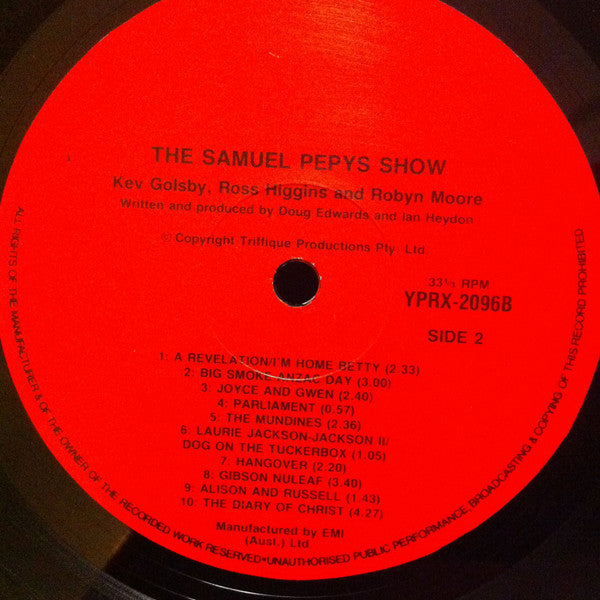 THE SAMUEL PEPYS SHOW
Kev Golsby, Ross Higgins and Robyn Moore
Written and produced by Doug Edwards and Ian Heydon
© Copyright Triffique Productions Pty. Ltd.
33⅓ RPM
YPRX-2096B
SIDE 2
1: A REVELATION/I'M HOME BETTY (2.33)
2: BIG SMOKE-ANZAC DAY (3.00)
3: JOYCE AND GWEN (2.40)
4: PARLIAMENT (0.57)
5: THE MUNDINES (2.36)
6: LAURIE JACKSON-JACKSON II/
DOG ON THE TUCKERBOX (1.05)
7: HANGOVER (2.20)
8: GIBSON NULEAF (3.40)
9: ALISON AND RUSSELL (1.43)
10: THE DIARY OF CHRIST (4.27)
Manufactured by EMI
(Aust.) Ltd
ALL RIGHTS OF THE MANUFACTURER & OF THE OWNER OF THE RECORDED WORK RESERVED•UNAUTHORISED PUBLIC PERFORMANCE, BROADCASTING & COPYING OF THIS RECORD PROHIBITED